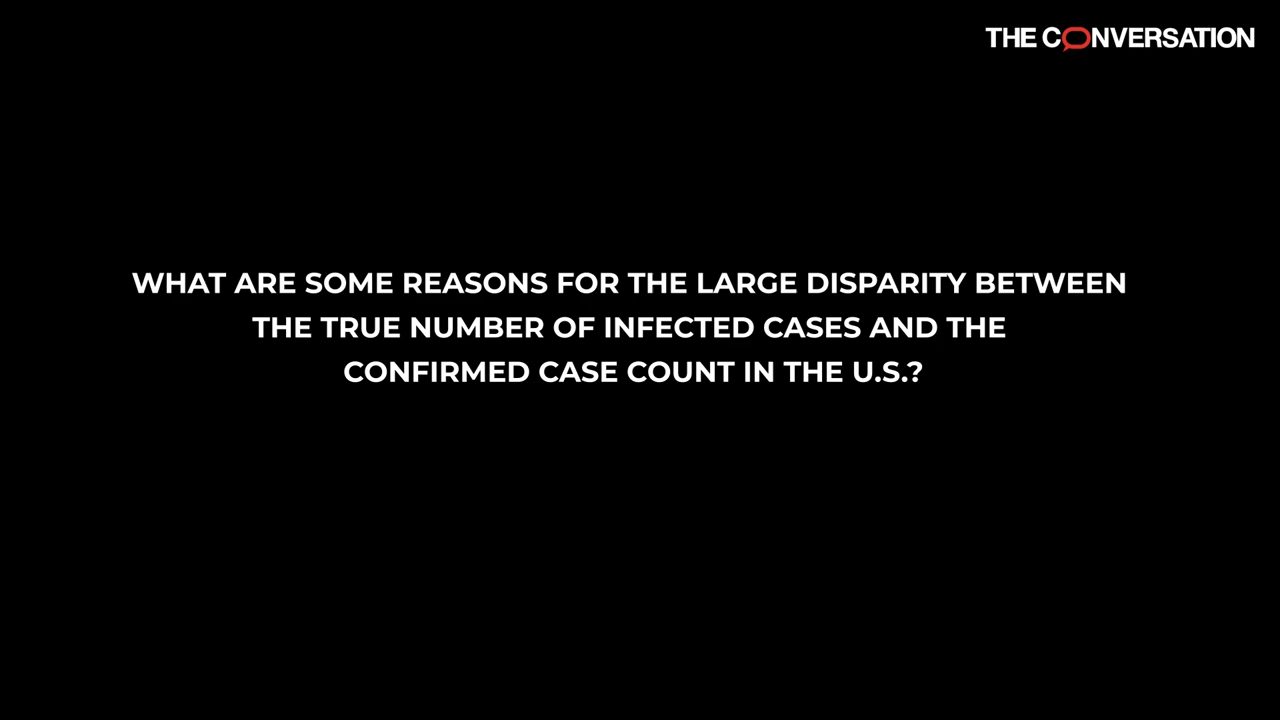 THE CONVERSATION
WHAT ARE SOME REASONS FOR THE LARGE DISPARITY BETWEEN
THE TRUE NUMBER OF INFECTED CASES AND THE
CONFIRMED CASE COUNT IN THE U.S.?